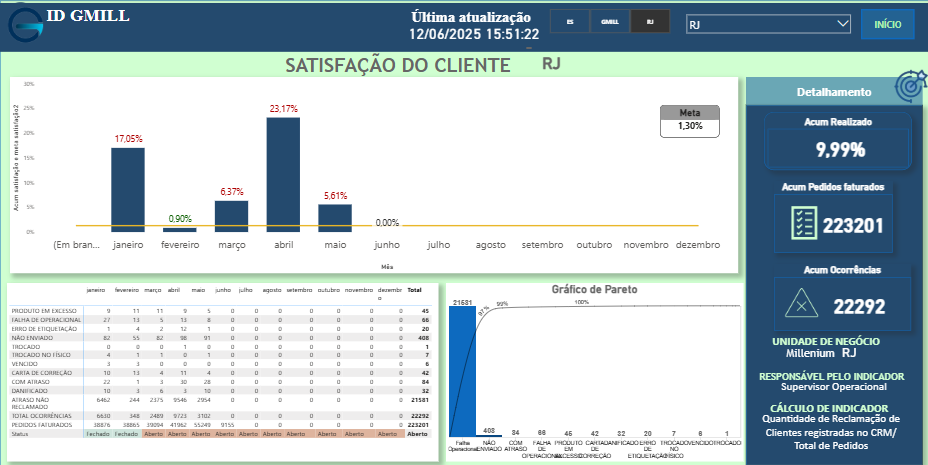 ID GMILL
Última atualização
12/06/2025 15:51:22
ES GMILL RJ
RJ
INÍCIO
SATISFAÇÃO DO CLIENTE RJ
30%
25%
20%
15%
10%
5%
0%
Acum satisfação e meta satisfação2
17,05%
0,90%
6,37%
23,17%
5,61%
0,00%
Meta
1,30%
(Em bran... janeiro fevereiro março abril maio junho julho agosto setembro outubro novembro dezembro
Mês
Detalhamento
Acum Realizado
9,99%
Acum Pedidos faturados
223201
Acum Ocorrências
22292
UNIDADE DE NEGÓCIO
Millenium RJ
RESPONSÁVEL PELO INDICADOR
Supervisor Operacional
CÁLCULO DE INDICADOR
Quantidade de Reclamação de
Clientes registradas no CRM/
Total de Pedidos
janeiro fevereiro março abril maio junho julho agosto setembro outubro novembro dezembr
o Total
PRODUTO EM EXCESSO 9 11 11 9 5 0 0 0 0 0 0 0 45
FALHA DE OPERACIONAL 27 13 5 13 8 0 0 0 0 0 0 0 66
ERRO DE ETIQUETAÇÃO 1 4 2 12 1 0 0 0 0 0 0 0 20
NÃO ENVIADO 82 55 82 98 91 0 0 0 0 0 0 0 408
TROCADO 0 0 0 1 0 0 0 0 0 0 0 0 1
TROCADO NO FÍSICO 4 1 1 0 1 0 0 0 0 0 0 0 7
VENCIDO 3 3 0 0 0 0 0 0 0 0 0 0 6
CARTA DE CORREÇÃO 10 13 4 11 4 0 0 0 0 0 0 0 42
COM ATRASO 22 1 3 30 28 0 0 0 0 0 0 0 84
DANIFICADO 10 3 6 3 10 0 0 0 0 0 0 0 32
ATRASO NÃO
RECLAMADO 6462 244 2375 9546 2954 0 0 0 0 0 0 0 21581
TOTAL OCORRÊNCIAS 6630 348 2489 9723 3102 0 0 0 0 0 0 0 22292
PEDIDOS FATURADOS 38876 38865 39094 41962 55249 9155 0 0 0 0 0 0 223201
Status Fechado Fechado Aberto Aberto Aberto Aberto Aberto Aberto Aberto Aberto Aberto Aberto Aberto
Gráfico de Pareto
21581
97% 99% 100%
408 84 66 45 42 32 20 7 6 1
Falha
Operacional
NÃO
ENVIADO
COM
ATRASO
FALHA
DE
OPERACIONAL
PRODUTO
EM
EXCESSO
CARTA
DE
CORREÇÃO
DANIFICADO
ERRO
DE
ETIQUETAÇÃO
TROCADO
NO
FÍSICO
VENCIDO
TROCADO